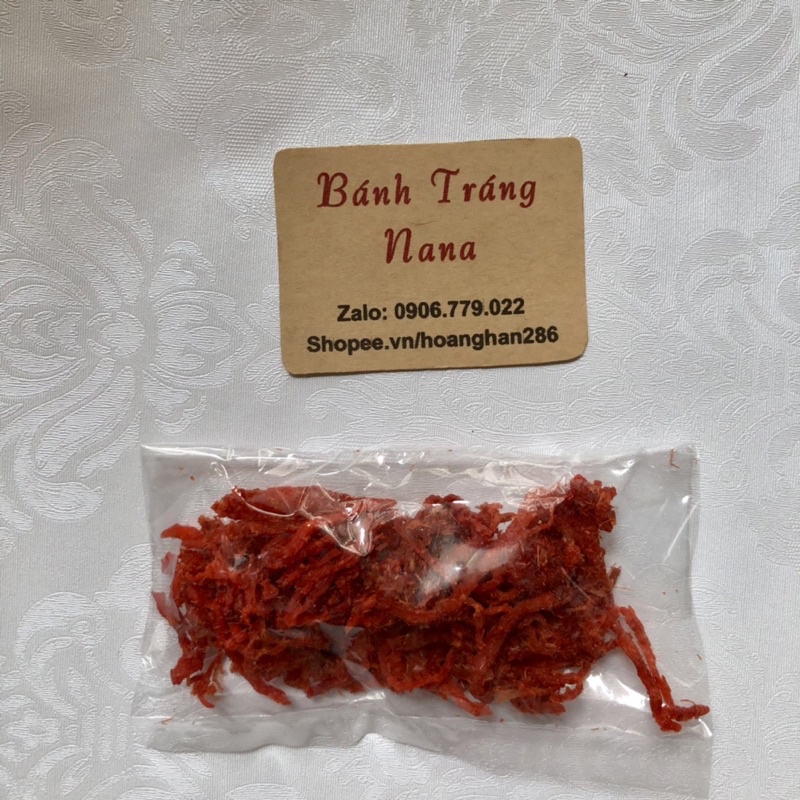 Bánh Tráng
Nana
Zalo: 0906.779.022
Shopee.vn/hoanghan286